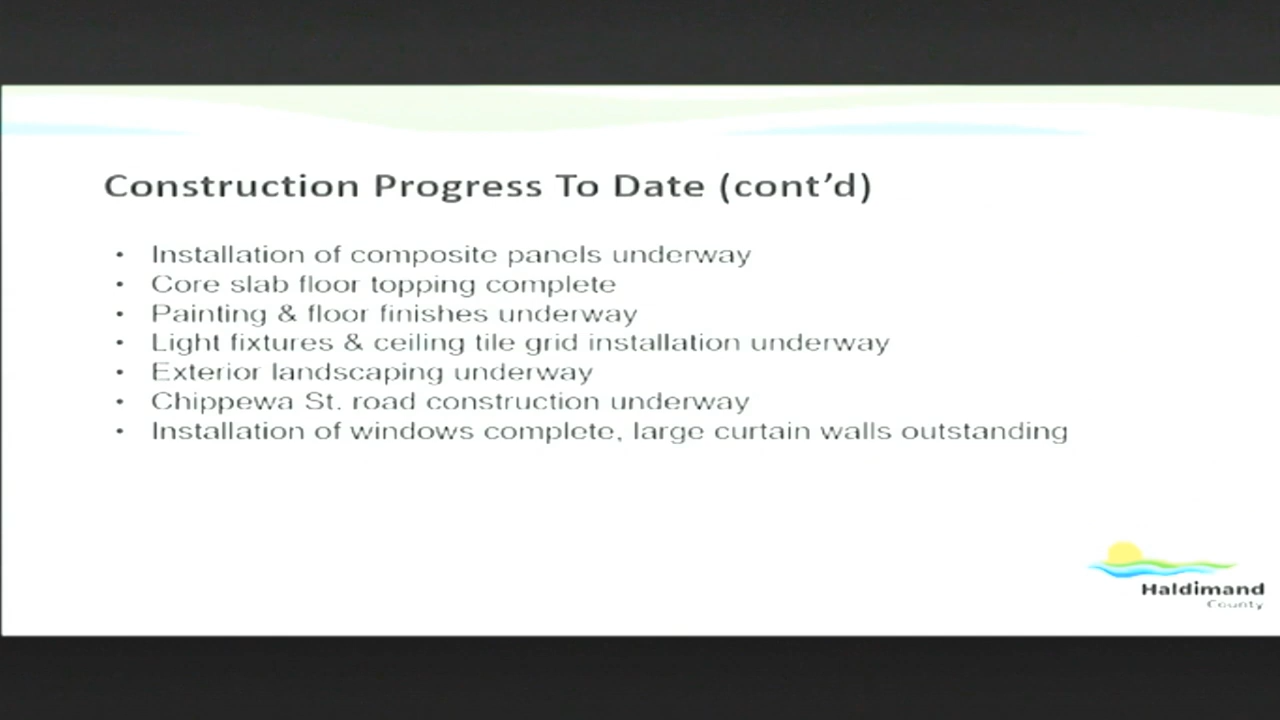 Construction Progress To Date (cont’d)
• Installation of composite panels underway
• Core slab floor topping complete
• Painting & floor finishes underway
• Light fixtures & ceiling tile grid installation underway
• Exterior landscaping underway
• Chippewa St. road construction underway
• Installation of windows complete, large curtain walls outstanding
Haldimand
County